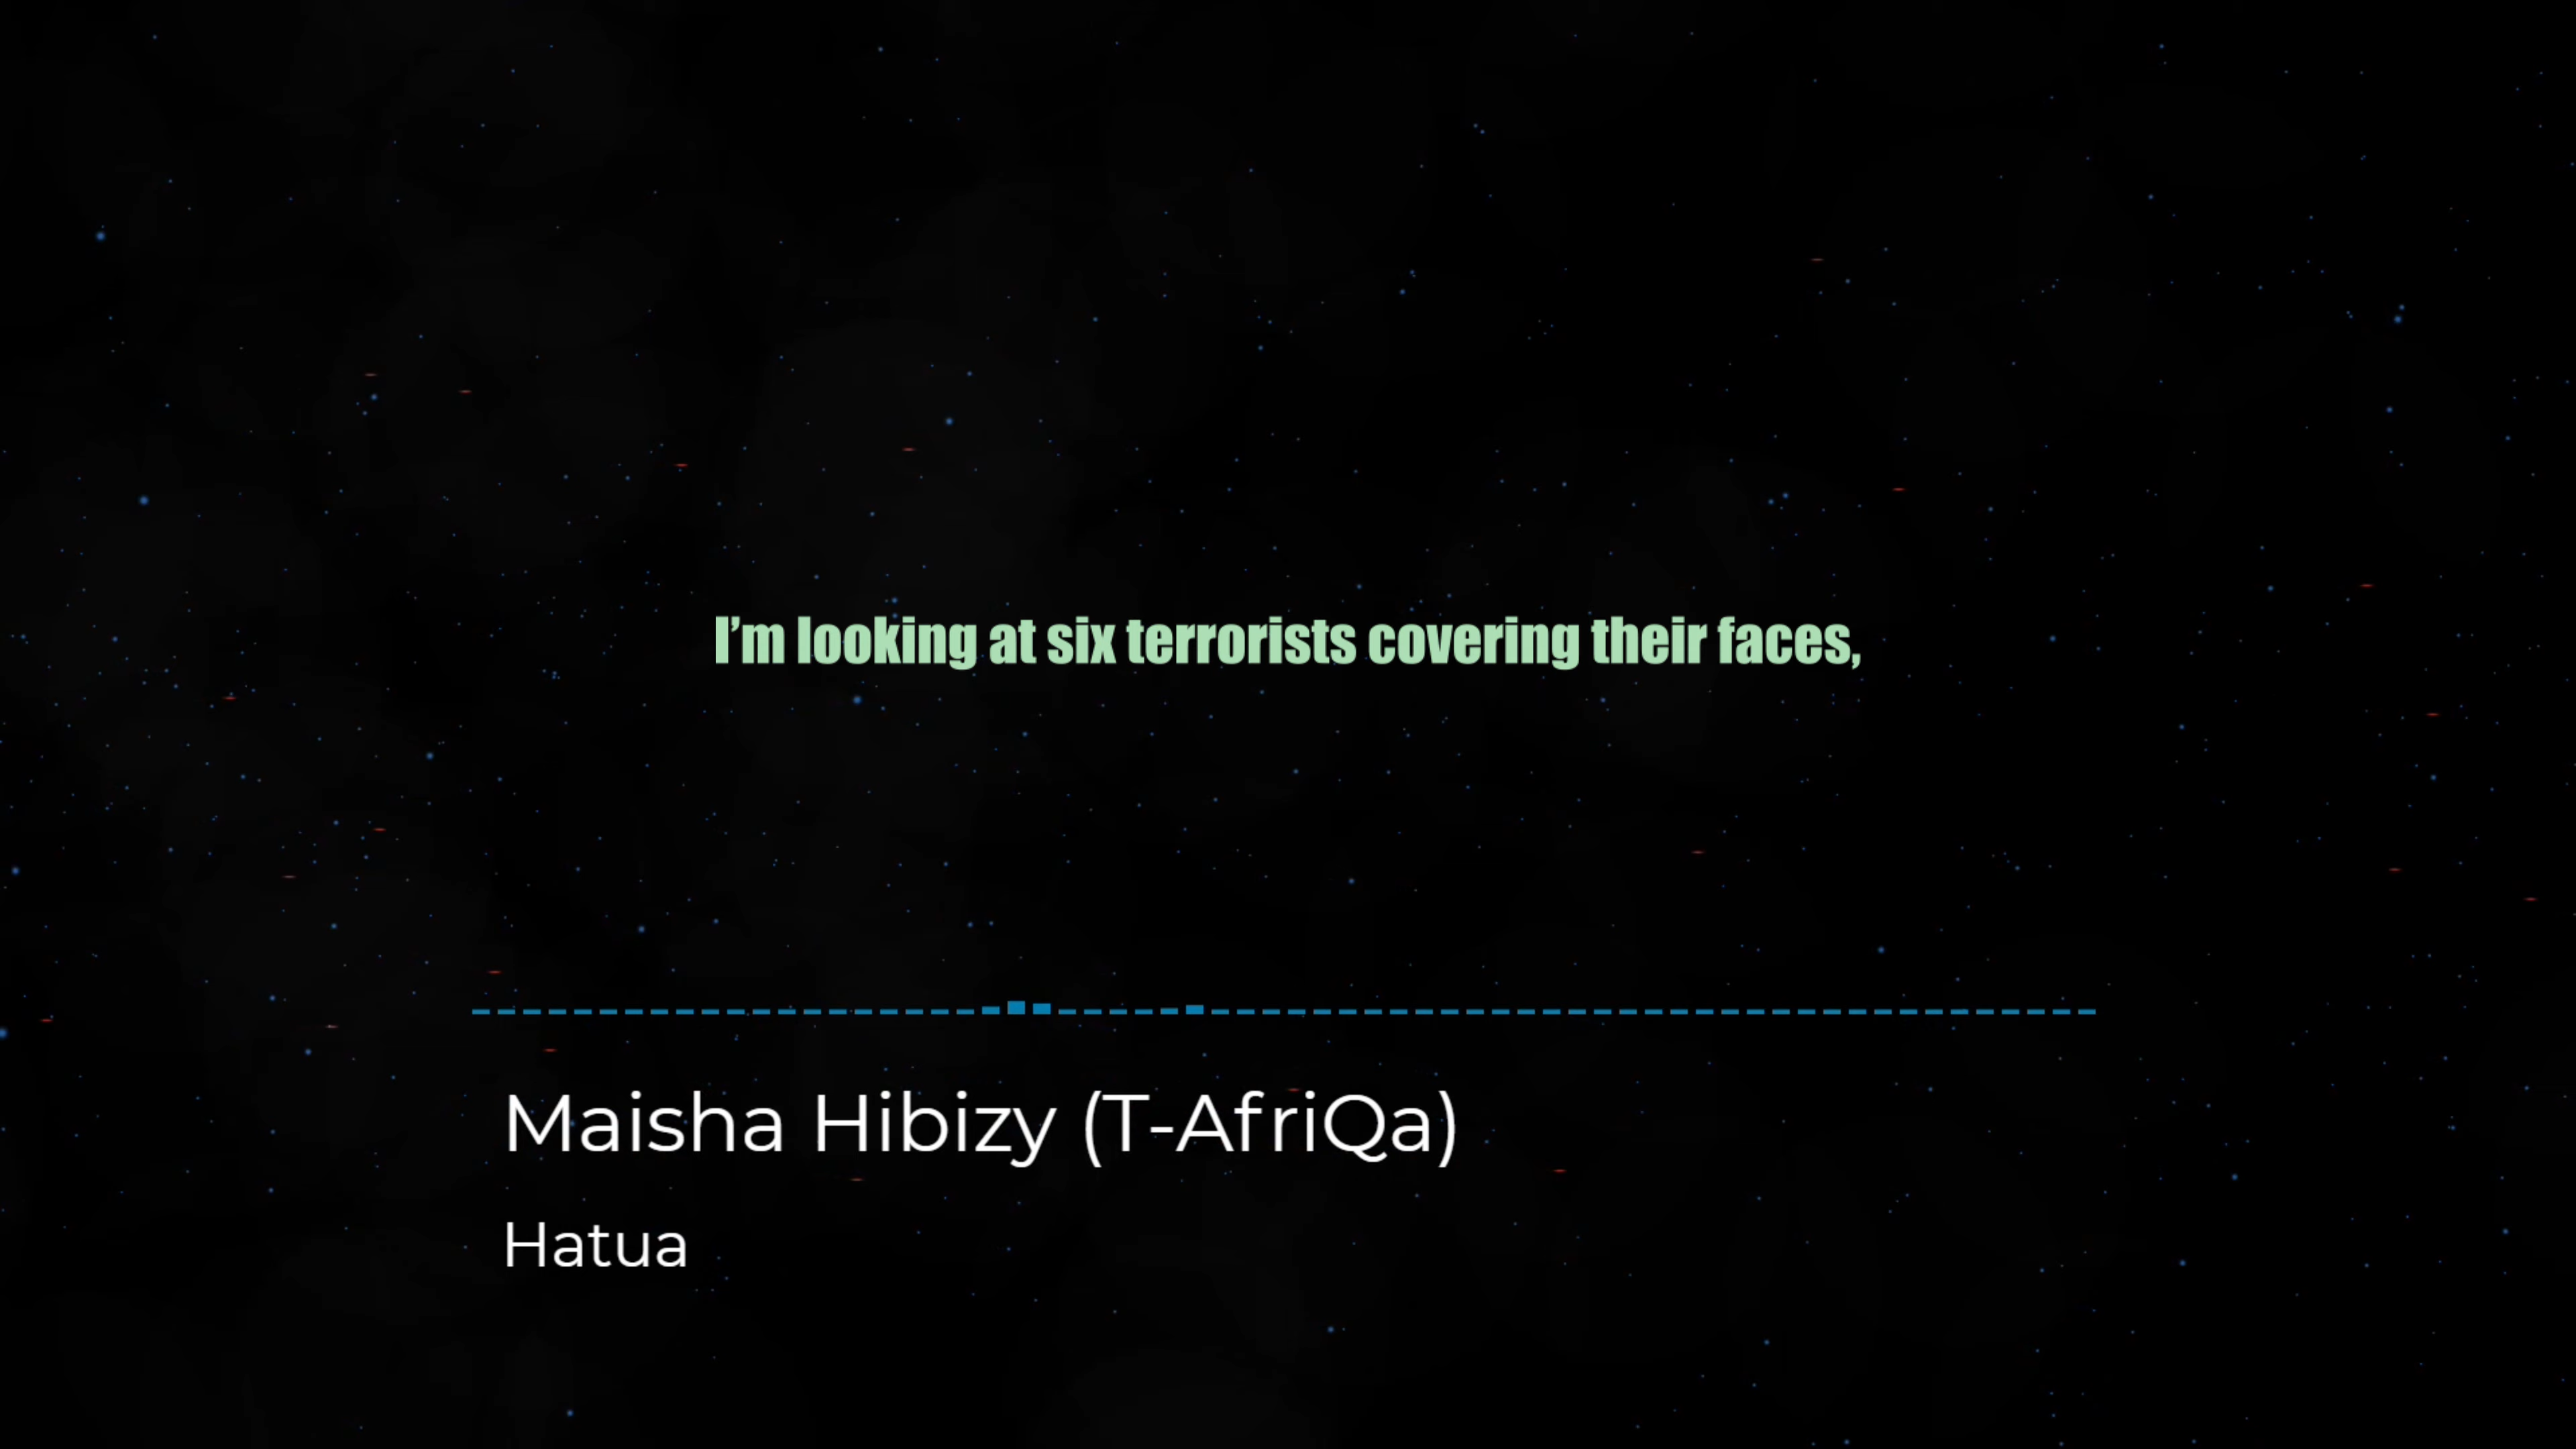 I’m looking at six terrorists covering their faces,
Maisha Hibizy (T-AfriQa)
Hatua